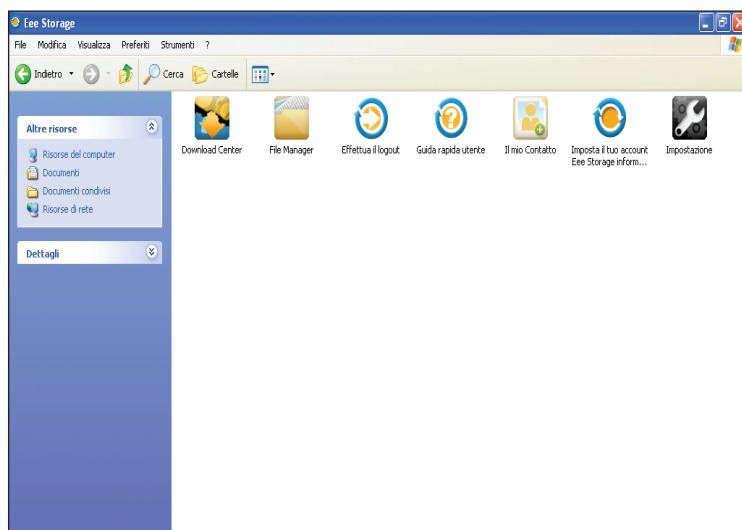 Eee Storage
File Modifica Visualizza Preferiti Strumenti ?
Indietro Cerca Cartelle
Altre risorse
Risorse del computer
Documenti
Documenti condivisi
Risorse di rete
Dettagli
Download Center File Manager Effettua il logout Guida rapida utente Il mio Contatto Imposta il tuo account Impostazione
Eee Storage inform...